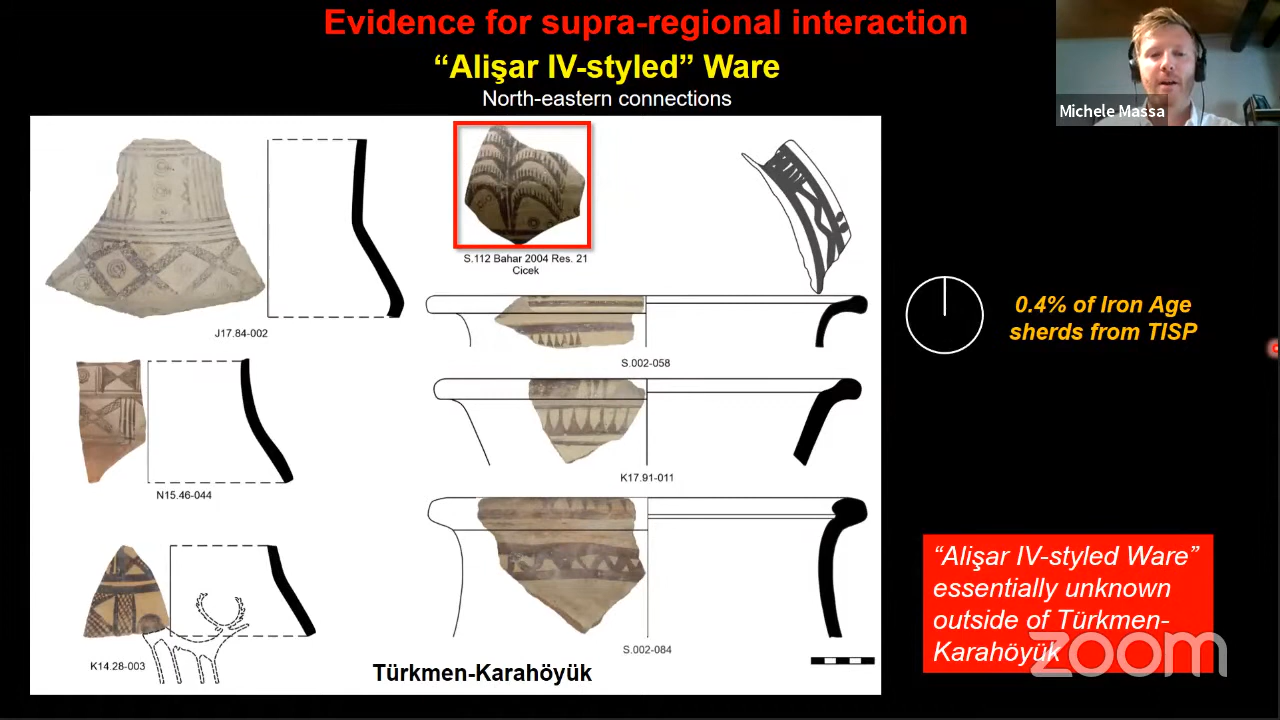 Evidence for supra-regional interaction
“Alişar IV-styled” Ware
North-eastern connections
Michele Massa
S.112 Bahar 2004 Res. 21
Cicek
J17.84-002
S.002-058
0.4% of Iron Age
sherds from TISP
K17.91-011
N15.46-044
S.002-084
K14.28-003
Türkmen-Karahöyük
“Alişar IV-styled Ware”
essentially unknown
outside of Türkmen-
Karahöyük
zoom